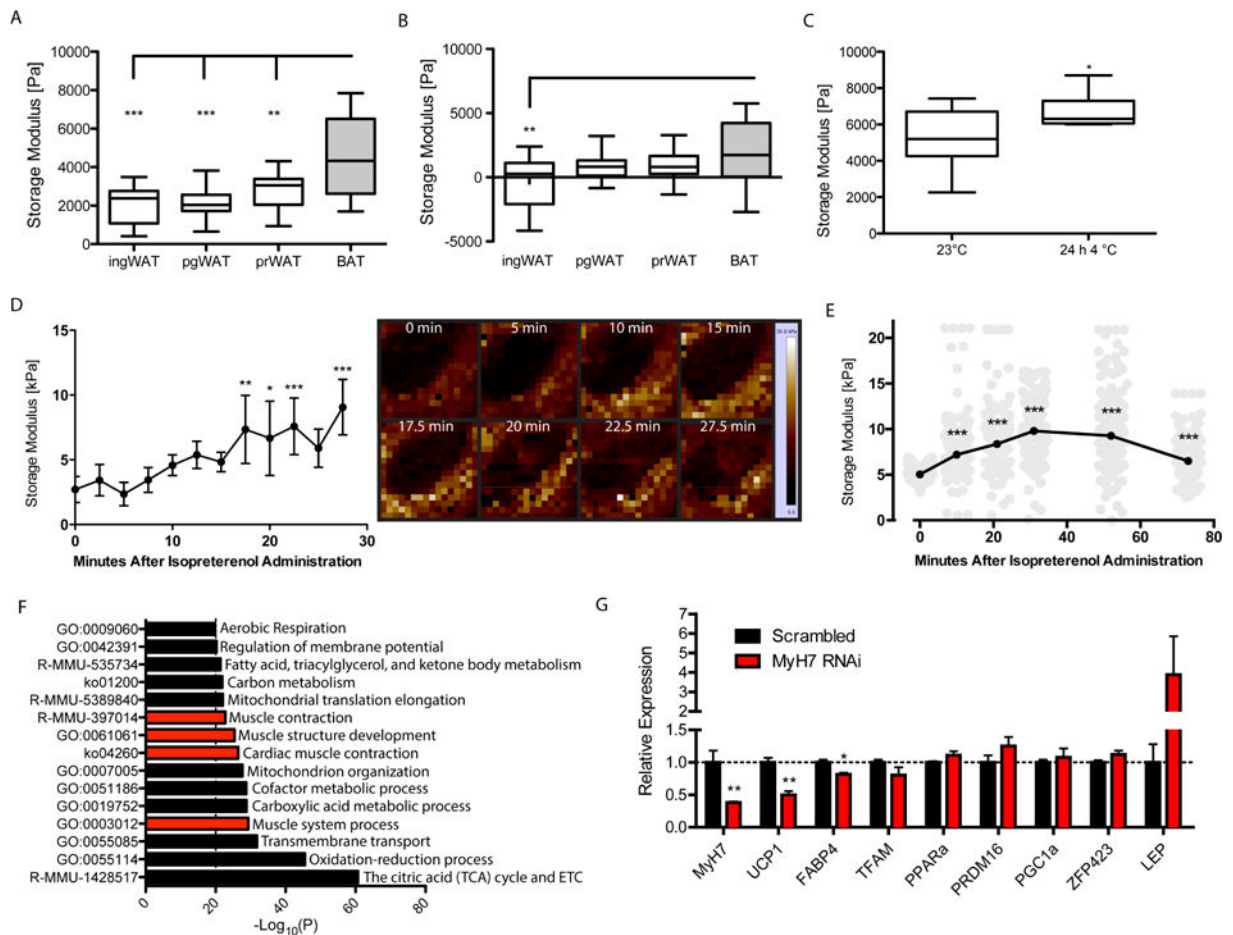 A
Storage Modulus [Pa]
10000
8000
6000
4000
2000
0
***
***
**
ingWAT
pgWAT
prWAT
BAT
B
Storage Modulus [Pa]
10000
5000
0
-5000
**
ingWAT
pgWAT
prWAT
BAT
C
Storage Modulus [Pa]
10000
8000
6000
4000
2000
0
*
23°C
24 h 4 °C
D
Storage Modulus [kPa]
15
10
5
0
** * *** ***
0 10 20 30
Minutes After Isopreterenol Administration
0 min
5 min
10 min
15 min
17.5 min
20 min
22.5 min
27.5 min
E
Storage Modulus [kPa]
20
15
10
5
0
*** *** *** *** ***
0 20 40 60 80
Minutes After Isopreterenol Administration
F
GO:0009060 Aerobic Respiration
GO:0042391 Regulation of membrane potential
R-MMU-535734 Fatty acid, triacylglycerol, and ketone body metabolism
ko01200 Carbon metabolism
R-MMU-5389840 Mitochondrial translation elongation
R-MMU-397014 Muscle contraction
GO:0061061 Muscle structure development
ko04260 Cardiac muscle contraction
GO:0007005 Mitochondrion organization
GO:0051186 Cofactor metabolic process
GO:0019752 Carboxylic acid metabolic process
GO:0003012 Muscle system process
GO:0055085 Transmembrane transport
GO:0055114 Oxidation-reduction process
R-MMU-1428517 The citric acid (TCA) cycle and ETC
0 20 40 60 80
-Log10(P)
G
Relative Expression
7
6
5
4
3
2
1.5
1.0
0.5
0.0
Scrambled
MyH7 RNAi
**
**
*
MyH7
UCP1
FABP4
TFAM
PPARa
PRDM16
PGC1a
ZFP423
LEP